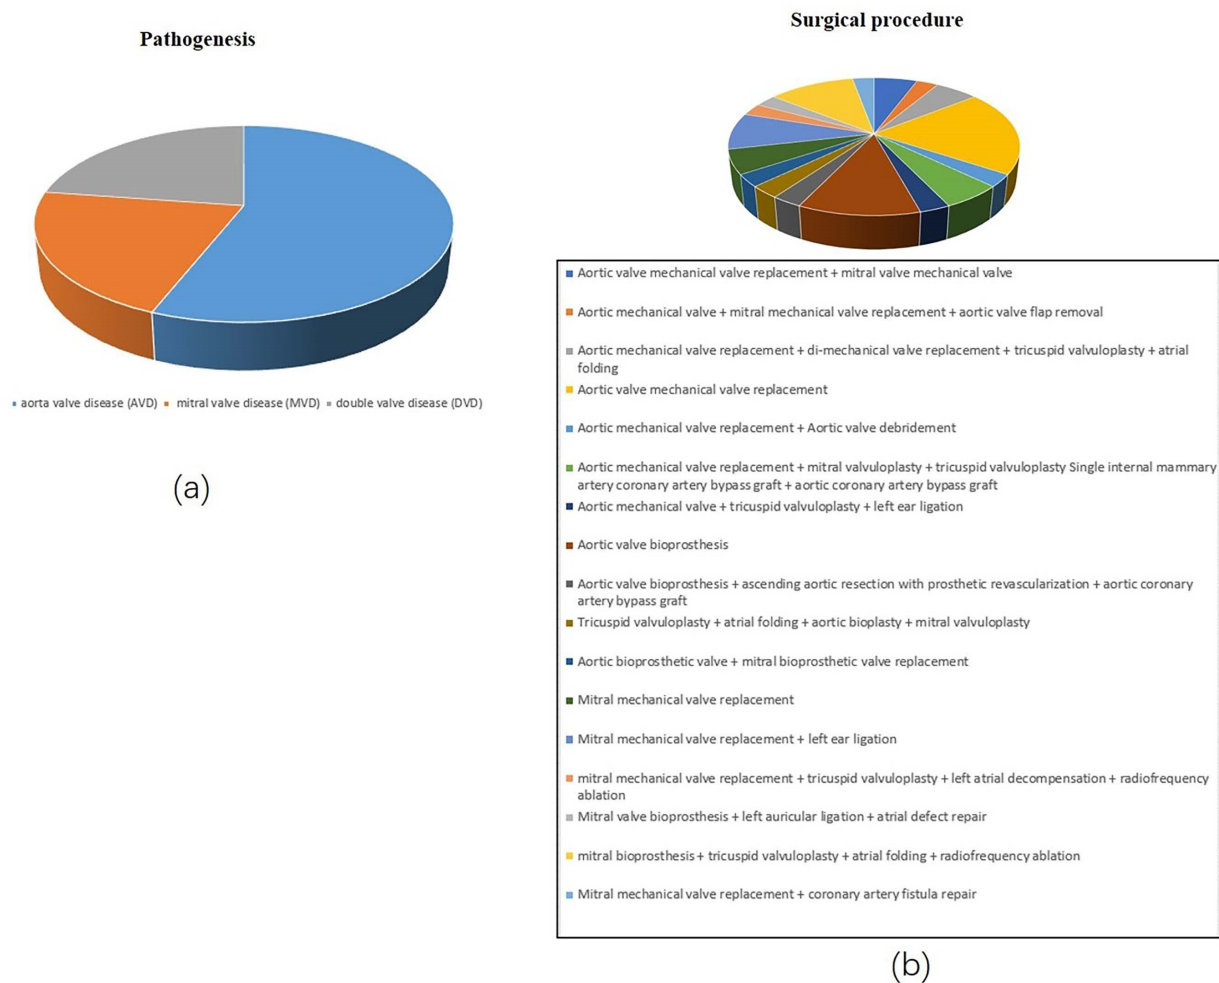 Pathogenesis
Surgical procedure
aorta valve disease (AVD) mitral valve disease (MVD) double valve disease (DVD)
(a)
Aortic valve mechanical valve replacement + mitral valve mechanical valve
Aortic mechanical valve + mitral mechanical valve replacement + aortic valve flap removal
Aortic mechanical valve replacement + di-mechanical valve replacement + tricuspid valvuloplasty + atrial
folding
Aortic valve mechanical valve replacement
Aortic mechanical valve replacement + Aortic valve debridement
Aortic mechanical valve replacement + mitral valvuloplasty + tricuspid valvuloplasty Single internal mammary
artery coronary artery bypass graft + aortic coronary artery bypass graft
Aortic mechanical valve + tricuspid valvuloplasty + left ear ligation
Aortic valve bioprosthesis
Aortic valve bioprosthesis + ascending aortic resection with prosthetic revascularization + aortic coronary
artery bypass graft
Tricuspid valvuloplasty + atrial folding + aortic bioplasty + mitral valvuloplasty
Aortic bioprosthetic valve + mitral bioprosthetic valve replacement
Mitral mechanical valve replacement
Mitral mechanical valve replacement + left ear ligation
mitral mechanical valve replacement + tricuspid valvuloplasty + left atrial decompensation + radiofrequency
ablation
Mitral valve bioprosthesis + left auricular ligation + atrial defect repair
mitral bioprosthesis + tricuspid valvuloplasty + atrial folding + radiofrequency ablation
Mitral mechanical valve replacement + coronary artery fistula repair
(b)